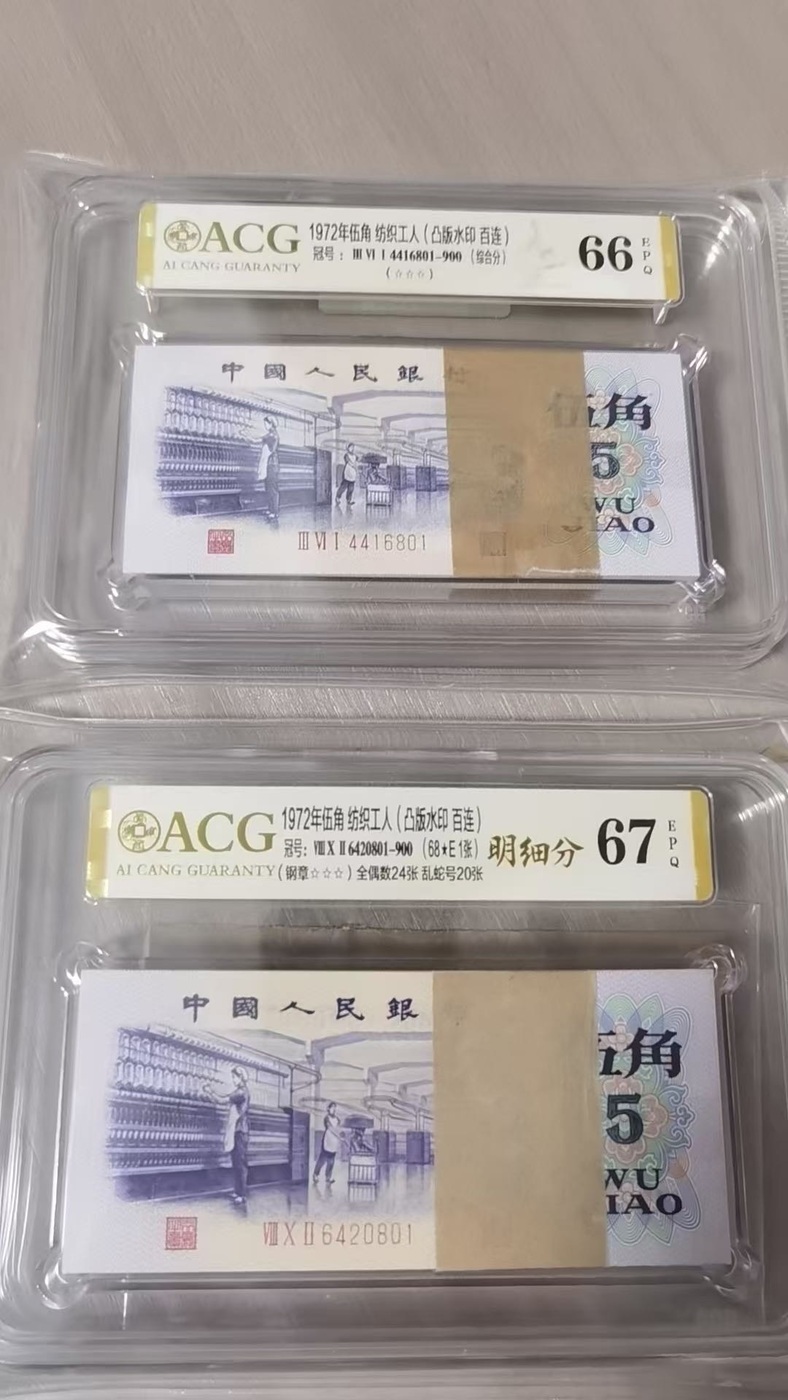 ACG
AI CANG GUARANTY
1972年伍角 纺织工人(凸版水印 百连)
冠号: Ⅲ Ⅵ Ⅰ 4416801-900 (综合分)
(☆☆☆)
66
EPQ
中國人民銀
伍角
5
WU
JIAO
Ⅲ Ⅵ Ⅰ 4416801
ACG
AI CANG GUARANTY
1972年伍角 纺织工人(凸版水印 百连)
冠号: Ⅷ Ⅹ Ⅱ 6420801-900 (68★E 1张)
(钢章☆☆☆) 全偶数24张 乱蛇号20张
明细分
67
EPQ
中國人民銀
伍角
5
WU
IAO
Ⅷ Ⅹ Ⅱ 6420801